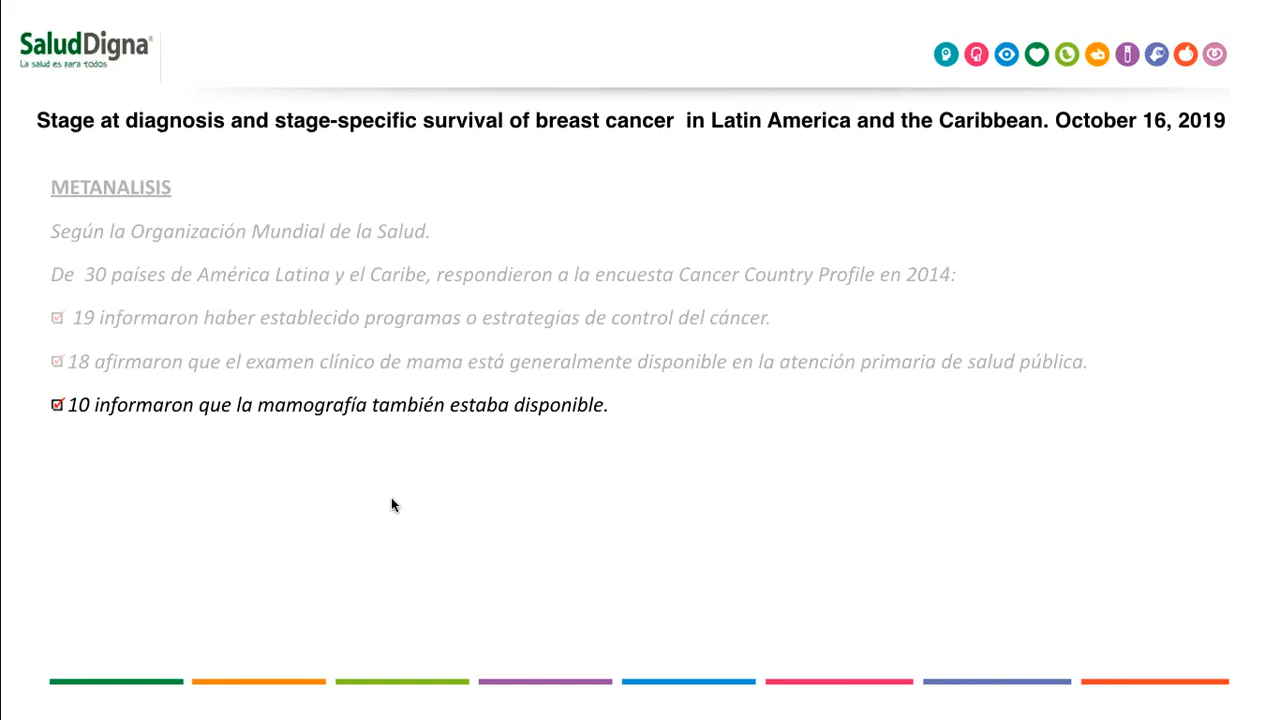 SaludDigna
La salud es para todos
Stage at diagnosis and stage-specific survival of breast cancer in Latin America and the Caribbean. October 16, 2019
METANALISIS
Según la Organización Mundial de la Salud.
De 30 países de América Latina y el Caribe, respondieron a la encuesta Cancer Country Profile en 2014:
19 informaron haber establecido programas o estrategias de control del cáncer.
18 afirmaron que el examen clínico de mama está generalmente disponible en la atención primaria de salud pública.
10 informaron que la mamografía también estaba disponible.